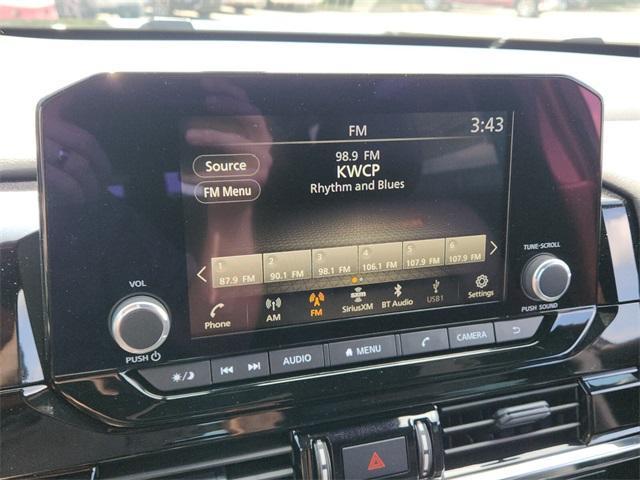 FM
3:43
98.9 FM
Source
KWCP
FM Menu
Rhythm and Blues
1 2 3 4 5 6
87.9 FM 90.1 FM 98.1 FM 106.1 FM 107.9 FM 107.9 FM
Phone AM FM SiriusXM BT Audio USB1 Settings
VOL
PUSH
TUNE-SCROLL
PUSH SOUND
AUDIO MENU CAMERA